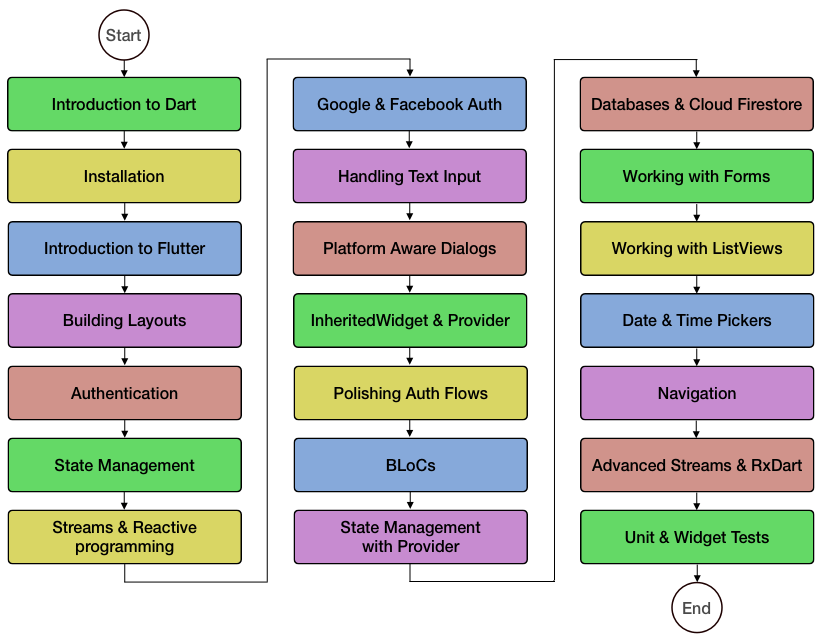 Start
Introduction to Dart
Installation
Introduction to Flutter
Building Layouts
Authentication
State Management
Streams & Reactive
programming
Google & Facebook Auth
Handling Text Input
Platform Aware Dialogs
InheritedWidget & Provider
Polishing Auth Flows
BLoCs
State Management
with Provider
Databases & Cloud Firestore
Working with Forms
Working with ListViews
Date & Time Pickers
Navigation
Advanced Streams & RxDart
Unit & Widget Tests
End